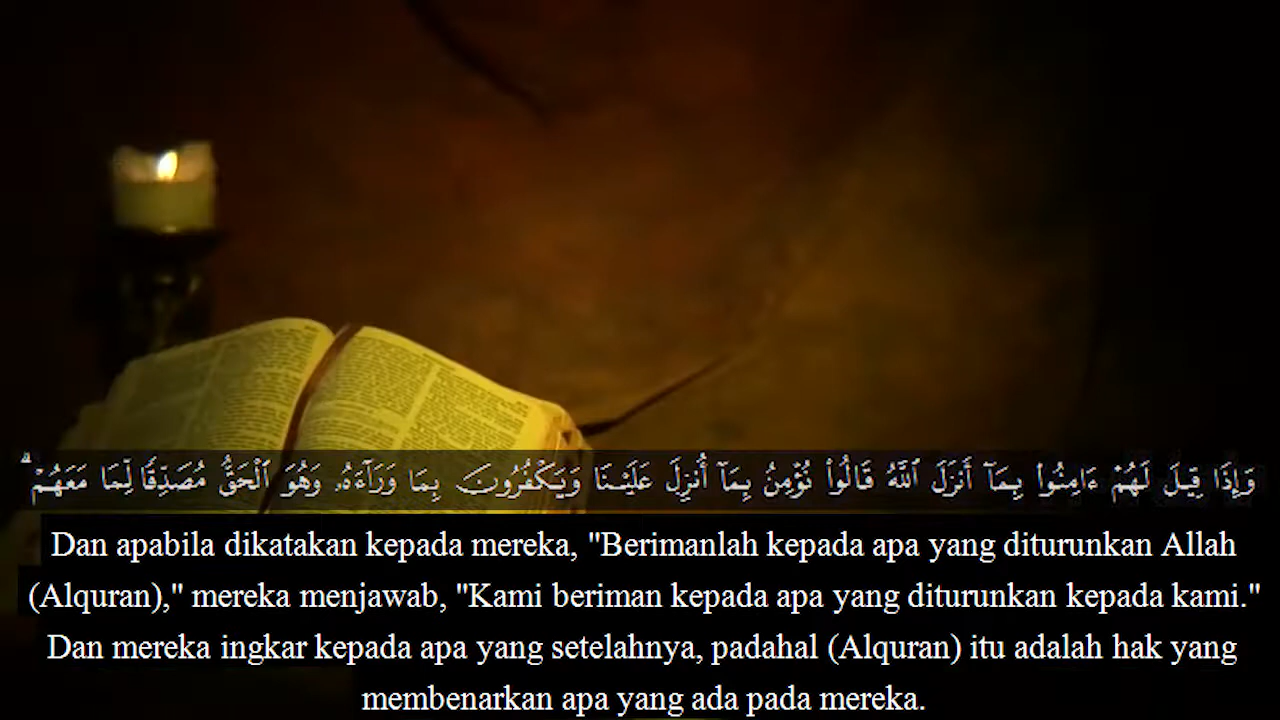 وَإِذَا قِيلَ لَهُمْ ءَامِنُوا۟ بِمَآ أَنزَلَ ٱللَّهُ قَالُوا۟ نُؤْمِنُ بِمَآ أُنزِلَ عَلَيْنَا وَيَكْفُرُونَ بِمَا وَرَآءَهُۥ وَهُوَ ٱلْحَقُّ مُصَدِّقًا لِّمَا مَعَهُمْ ۗ
Dan apabila dikatakan kepada mereka, "Berimanlah kepada apa yang diturunkan Allah
(Alquran)," mereka menjawab, "Kami beriman kepada apa yang diturunkan kepada kami."
Dan mereka ingkar kepada apa yang setelahnya, padahal (Alquran) itu adalah hak yang
membenarkan apa yang ada pada mereka.